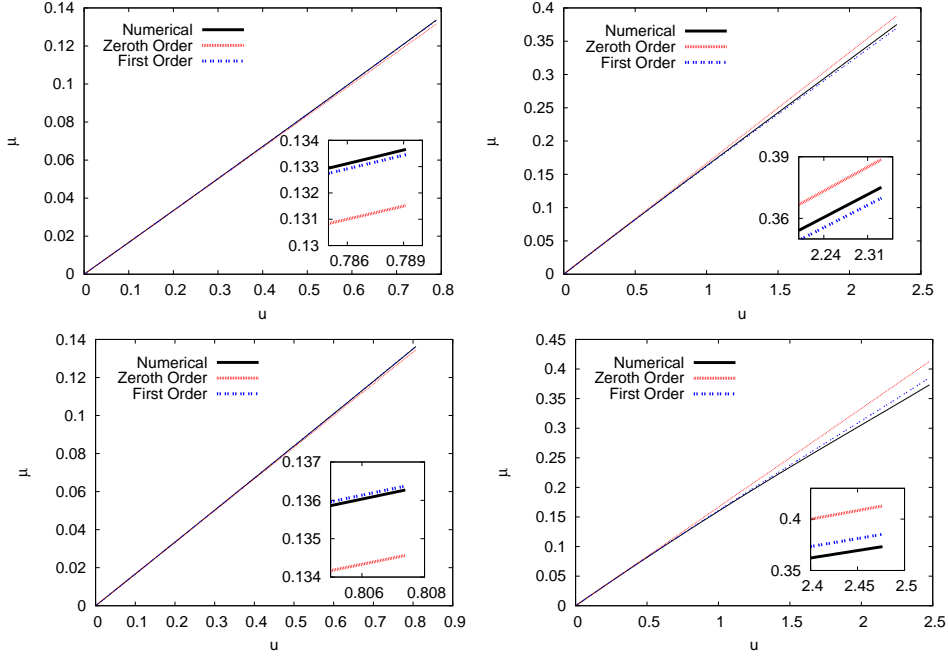 0.14
0.12
0.1
0.08
0.06
0.04
0.02
0
μ
Numerical
Zeroth Order
First Order
0.134
0.133
0.131
0.13
0.786 0.789
0 0.1 0.2 0.3 0.4 0.5 0.6 0.7 0.8
u
0.4
0.35
0.3
0.25
0.2
0.15
0.1
0.05
0
μ
Numerical
Zeroth Order
First Order
0.39
0.36
2.24 2.31
0 0.5 1 1.5 2 2.5
u
0.14
0.12
0.1
0.08
0.06
0.04
0.02
0
μ
Numerical
Zeroth Order
First Order
0.137
0.136
0.135
0.134
0.806 0.808
0 0.1 0.2 0.3 0.4 0.5 0.6 0.7 0.8 0.9
u
0.45
0.4
0.35
0.3
0.25
0.2
0.15
0.1
0.05
0
μ
Numerical
Zeroth Order
First Order
0.4
0.35
2.4 2.45 2.5
0 0.5 1 1.5 2 2.5
u